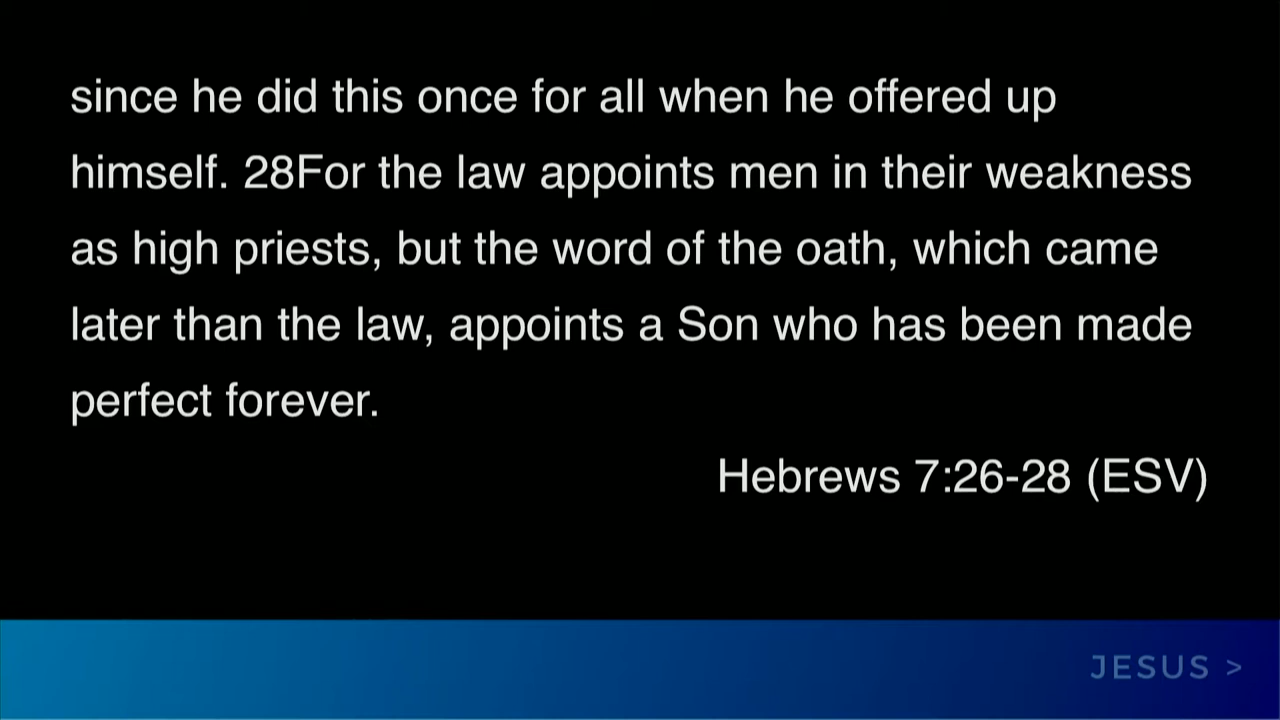 since he did this once for all when he offered up
himself. 28For the law appoints men in their weakness
as high priests, but the word of the oath, which came
later than the law, appoints a Son who has been made
perfect forever.
Hebrews 7:26-28 (ESV)
JESUS >